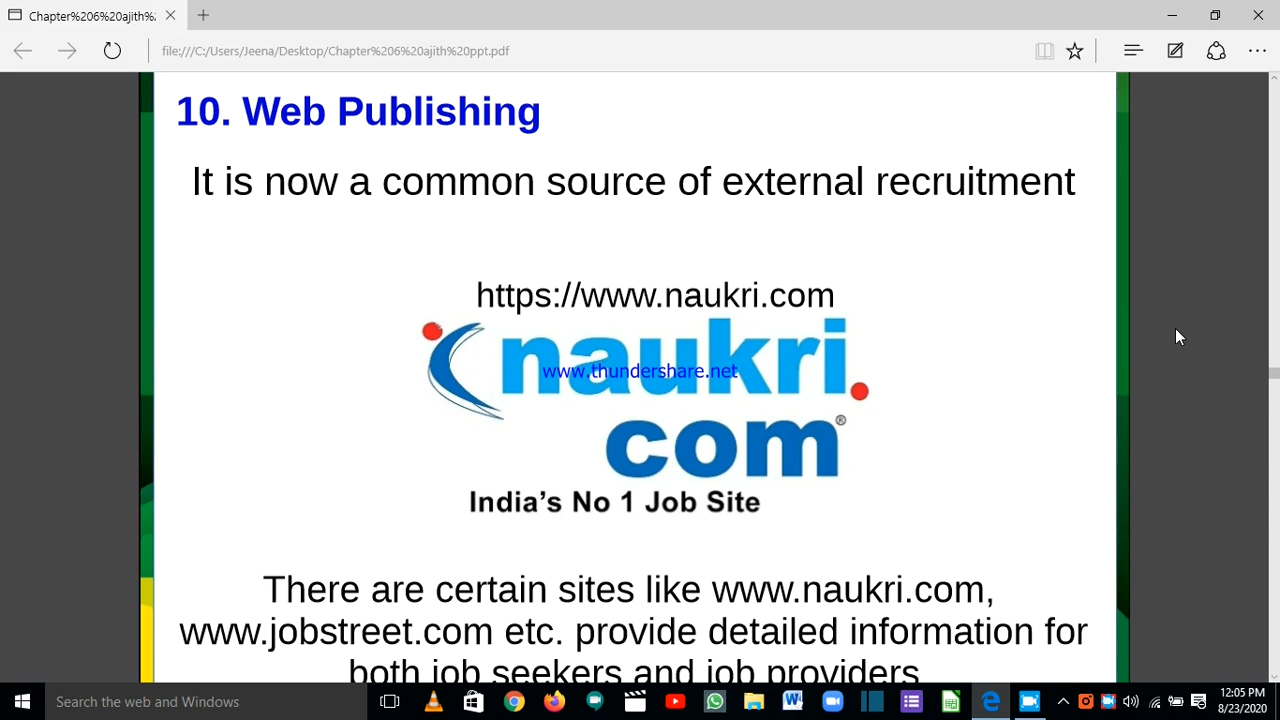 Chapter%206%20ajith%
file:///C:/Users/Jeena/Desktop/Chapter%206%20ajith%20ppt.pdf
10. Web Publishing
It is now a common source of external recruitment
https://www.naukri.com
naukri.
www.thundershare.net
com®
India's No 1 Job Site
There are certain sites like www.naukri.com,
www.jobstreet.com etc. provide detailed information for
both job seekers and job providers
Search the web and Windows
12:05 PM
8/23/2020